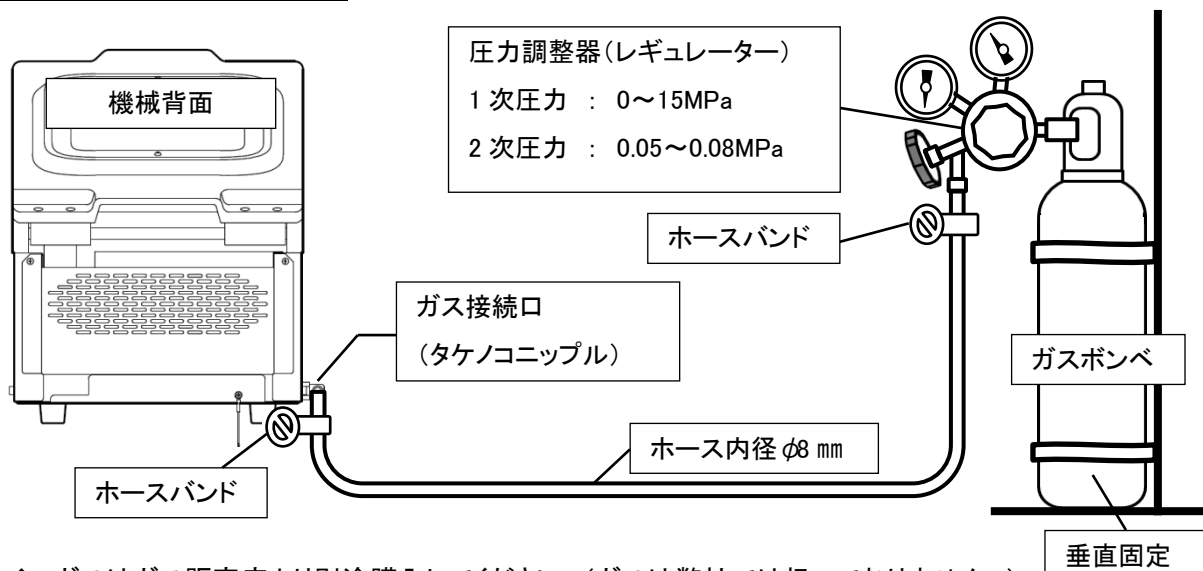 機械背面
圧力調整器(レギュレーター)
1 次圧力 : 0~15MPa
2 次圧力 : 0.05~0.08MPa
ホースバンド
ガス接続口
(タケノコニップル)
ガスボンベ
ホース内径 φ8 ㎜
ホースバンド
垂直固定